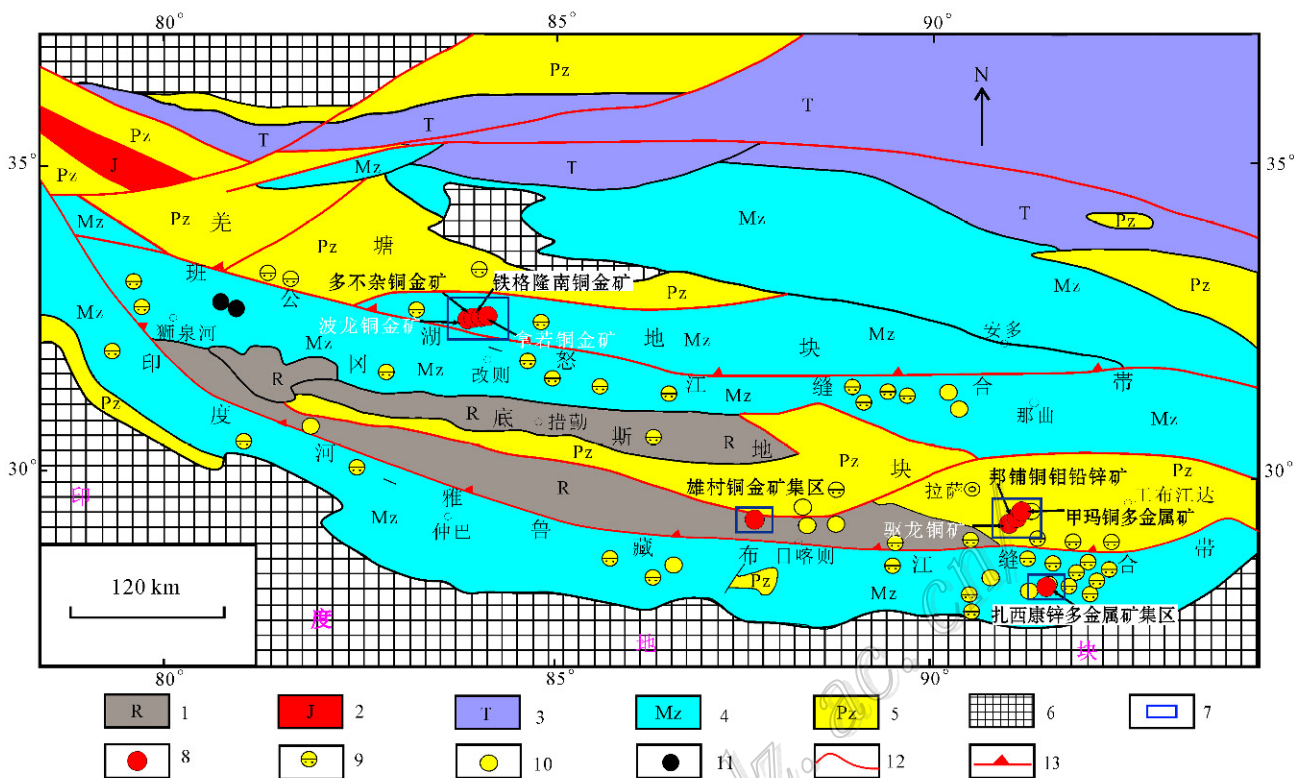 80°
85°
90°
N
Pz
T
T
T
Pz
35°
J
Mz
T
35°
Pz
Mz
Pz
羌
Mz
T
Pz
Pz
塘
班
多不杂铜金矿
铁格隆南铜金矿
公
波龙铜金矿
湖
拿若铜金矿
地
Mz
块
Mz
安多
Mz
狮泉河
Mz
冈
Mz
改则
怒
江
缝
合
带
印
R
Mz
那曲
Mz
Pz
度
R
底
措勤
斯
R
地
30°
河
Pz
Pz
块
Pz
30°
印
R
雄村铜金矿集区
拉萨
邦铺铜钼铅锌矿
工布江达
雅
仲巴
Mz
鲁
驱龙铜矿
甲玛铜多金属矿
藏
布
日喀则
江
缝
合
带
Pz
Mz
Mz
120 km
度
地
扎西康锌多金属矿集区
块
80°
85°
90°
R 1
J 2
T 3
Mz 4
Pz 5
6
7
8
9
10
11
12
13